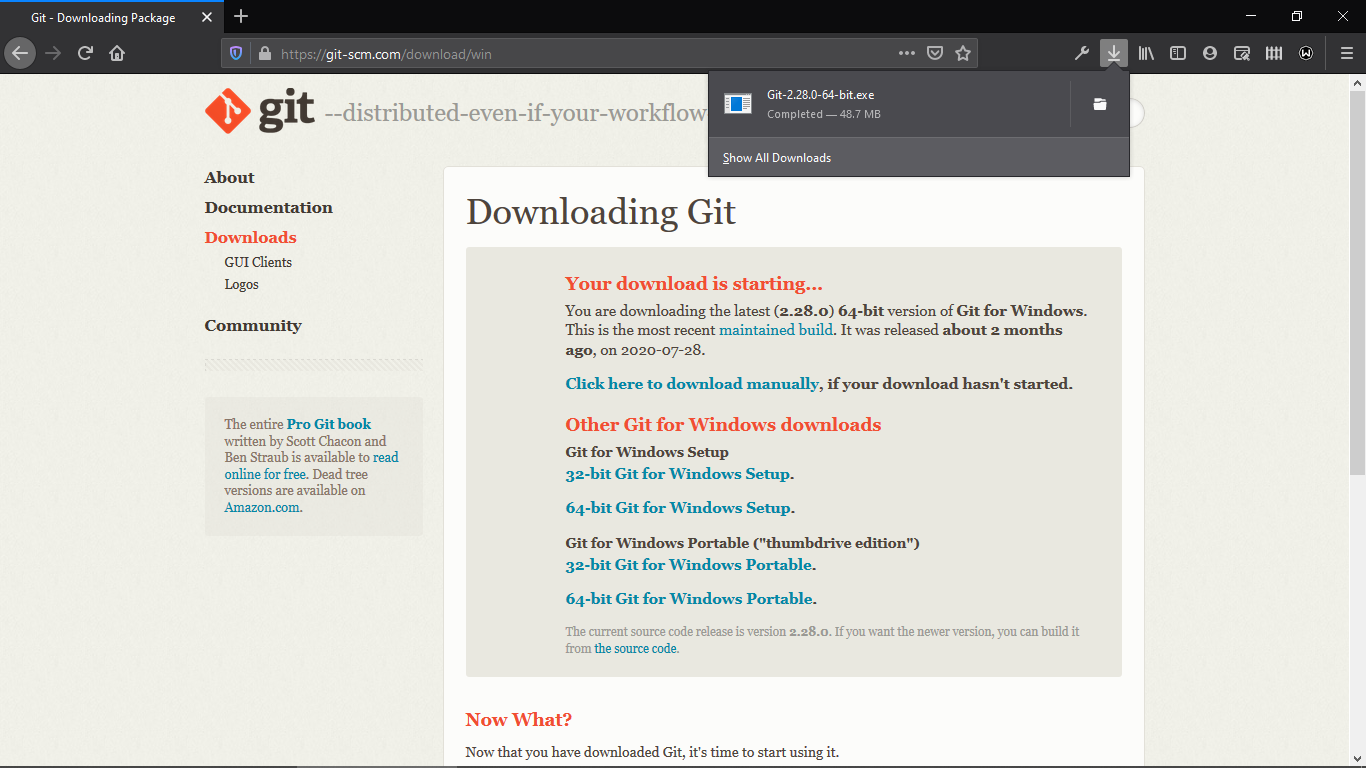 Git - Downloading Package
https://git-scm.com/download/win
Git-2.28.0-64-bit.exe
Completed — 48.7 MB
Show All Downloads
git --distributed-even-if-your-workflow
About
Documentation
Downloads
GUI Clients
Logos
Community
The entire Pro Git book
written by Scott Chacon and
Ben Straub is available to read
online for free. Dead tree
versions are available on
Amazon.com.
Downloading Git
Your download is starting...
You are downloading the latest (2.28.0) 64-bit version of Git for Windows.
This is the most recent maintained build. It was released about 2 months
ago, on 2020-07-28.
Click here to download manually, if your download hasn't started.
Other Git for Windows downloads
Git for Windows Setup
32-bit Git for Windows Setup.
64-bit Git for Windows Setup.
Git for Windows Portable ("thumbdrive edition")
32-bit Git for Windows Portable.
64-bit Git for Windows Portable.
The current source code release is version 2.28.0. If you want the newer version, you can build it
from the source code.
Now What?
Now that you have downloaded Git, it's time to start using it.